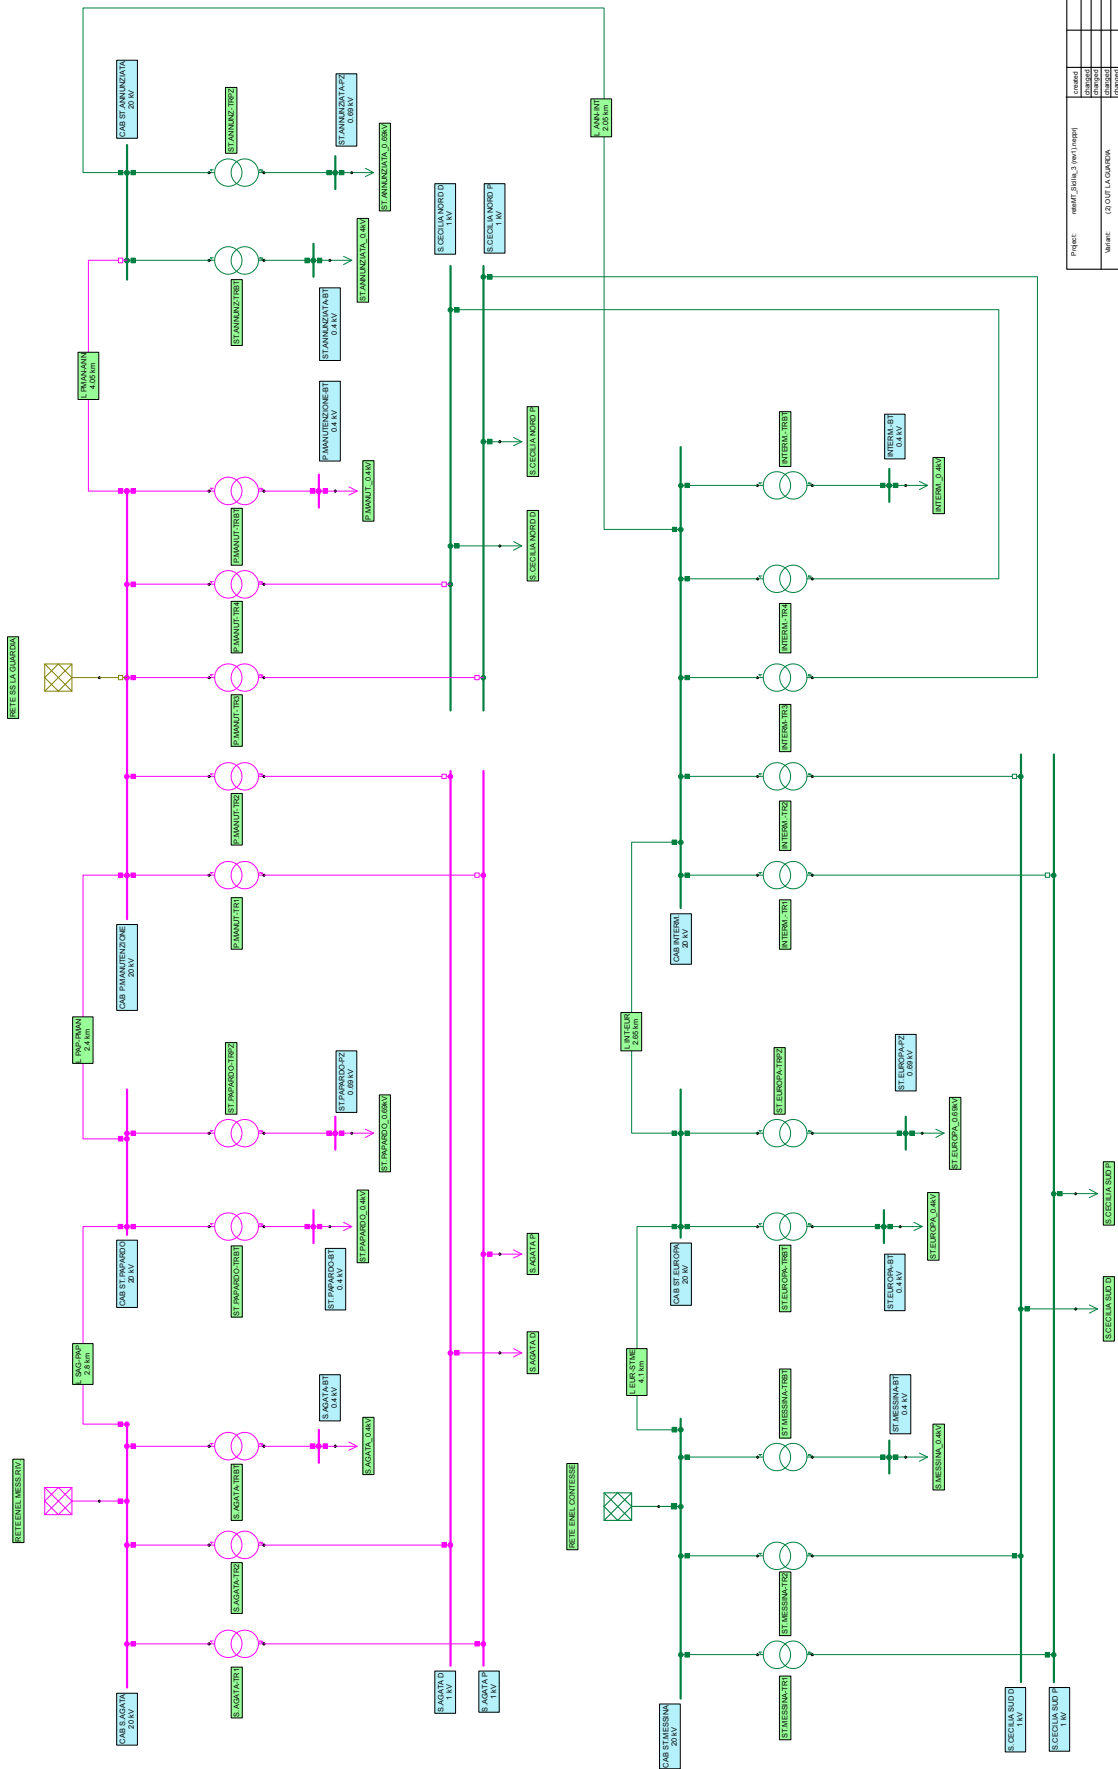 RETE SS LA GUARDIA
RETE ENEL MESS.RIV.
CAB ST.ANNUNZIATA
20 kV
ST.ANNUNZ-TRPZ
ST.ANNUNZIATA-PZ
0.69 kV
ST.ANNUNZIATA_0.69kV
ST.ANNUNZ-TRBT
ST.ANNUNZIATA-BT
0.4 kV
ST.ANNUNZIATA_0.4kV
L PMAN-ANN
4.05 km
P.MANUTENZIONE-BT
0.4 kV
P.MANUT_0.4kV
P.MANUT-TRBT
P.MANUT-TR4
P.MANUT-TR3
P.MANUT-TR2
P.MANUT-TR1
CAB P.MANUTENZIONE
20 kV
L PAP-PMAN
2.4 km
ST.PAPARDO-TRPZ
ST.PAPARDO-PZ
0.69 kV
ST.PAPARDO_0.69kV
ST.PAPARDO-TRBT
ST.PAPARDO-BT
0.4 kV
ST.PAPARDO_0.4kV
CAB ST.PAPARDO
20 kV
L SAG-PAP
2.8 km
S.AGATA-BT
0.4 kV
S.AGATA_0.4kV
S.AGATA-TRBT
S.AGATA-TR2
S.AGATA-TR1
CAB S.AGATA
20 kV
S.AGATA D
1 kV
S.AGATA P
1 kV
S.AGATA D
S.AGATA P
S.CECILIA NORD D
1 kV
S.CECILIA NORD P
1 kV
S.CECILIA NORD P
S.CECILIA NORD D
L ANN-INT
2.05 km
INTERM.-TRBT
INTERM.-BT
0.4 kV
INTERM._0.4kV
INTERM.-TR4
INTERM.-TR3
INTERM.-TR2
INTERM.-TR1
CAB INTERM.
20 kV
L INT-EUR
2.65 km
ST.EUROPA-TRPZ
ST.EUROPA-PZ
0.69 kV
ST.EUROPA_0.69kV
ST.EUROPA-TRBT
ST.EUROPA-BT
0.4 kV
ST.EUROPA_0.4kV
CAB ST.EUROPA
20 kV
L EUR-STME
4.1 km
RETE ENEL CONTESSE
ST.MESSINA-TRBT
ST.MESSINA-BT
0.4 kV
S.MESSINA_0.4kV
ST.MESSINA-TR2
ST.MESSINA-TR1
CAB ST.MESSINA
20 kV
S.CECILIA SUD D
1 kV
S.CECILIA SUD P
1 kV
S.CECILIA SUD P
S.CECILIA SUD D
Project:
reteMT_Sicilia_3 (rev1).nepprj
Variant:
(2) OUT LA GUARDIA
created
changed
changed
changed
changed